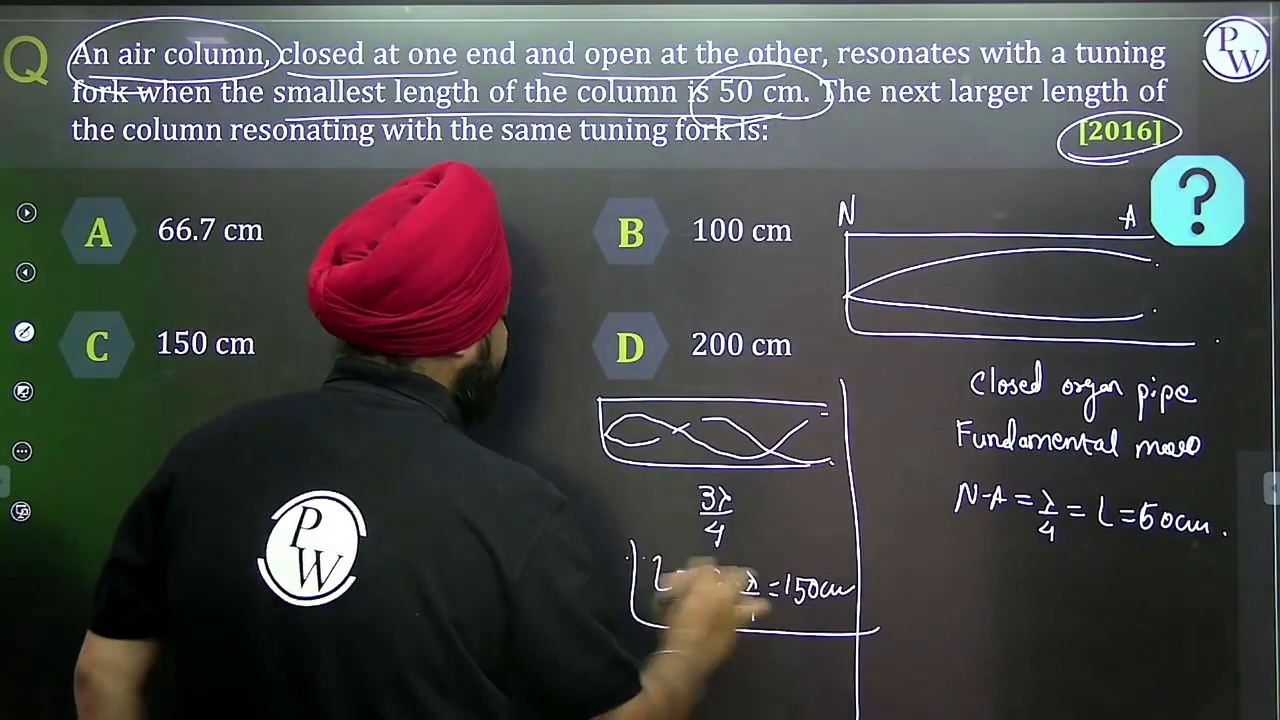 Q An air column, closed at one end and open at the other, resonates with a tuning
fork when the smallest length of the column is 50 cm. The next larger length of
the column resonating with the same tuning fork is: [2016]
PW
?
A 66.7 cm
B 100 cm
C 150 cm
D 200 cm
N A
Closed organ pipe
Fundamental
N-A = λ/4 = L = 50cm.
3λ/4
= 150cm
PW